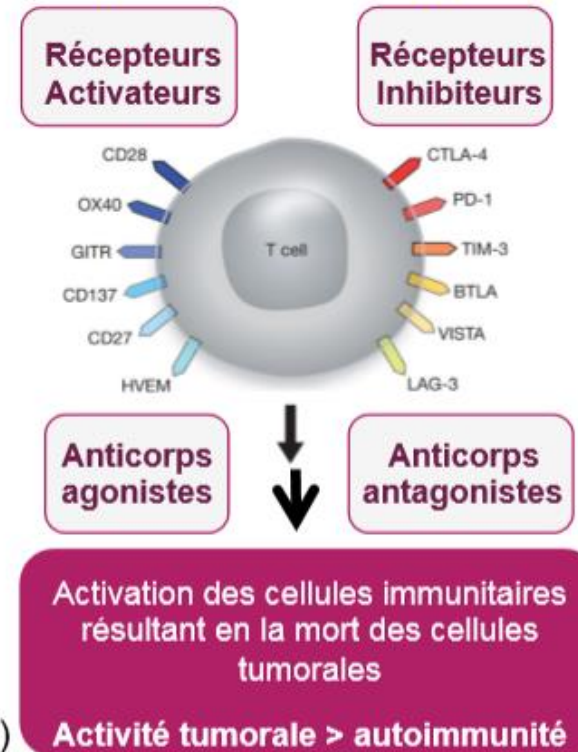 Récepteurs
Activateurs
Récepteurs
Inhibiteurs
CD28
OX40
GITR
CD137
CD27
HVEM
T cell
CTLA-4
PD-1
TIM-3
BTLA
VISTA
LAG-3
Anticorps
agonistes
Anticorps
antagonistes
Activation des cellules immunitaires
résultant en la mort des cellules
tumorales
)
Activité tumorale > autoimmunité